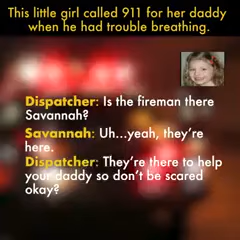 This little girl called 911 for her daddy
when he had trouble breathing.
Dispatcher: Is the fireman there
Savannah?
Savannah: Uh...yeah, they're
here.
Dispatcher: They're there to help
your daddy so don't be scared
okay?